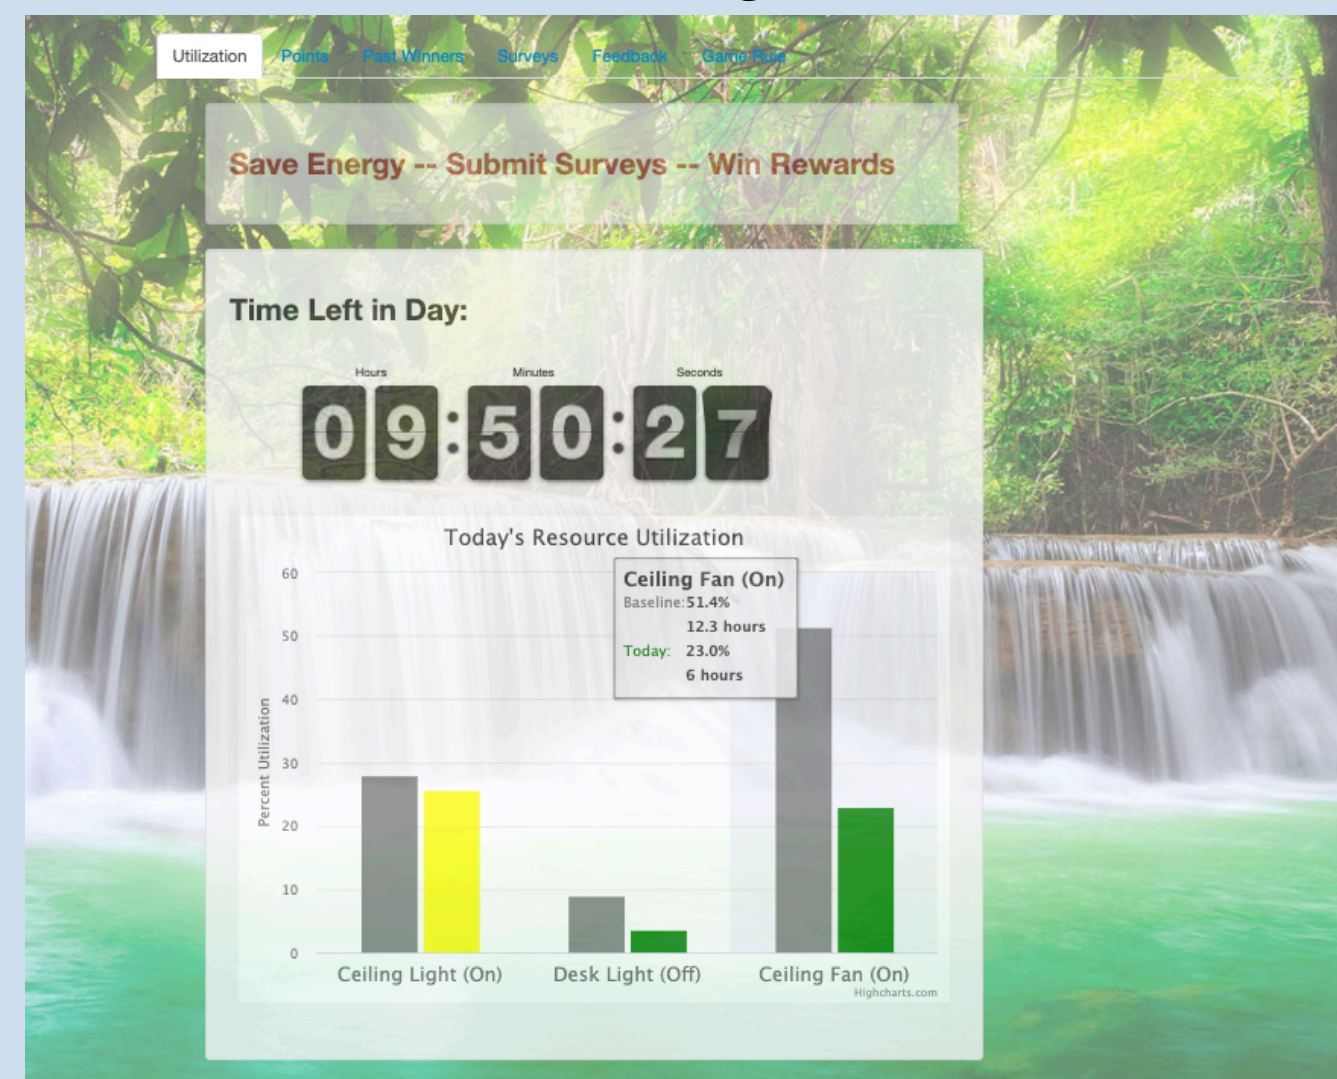 Utilization Points Past Winners Surveys Feedback Game Rule
Save Energy -- Submit Surveys -- Win Rewards
Time Left in Day:
Hours Minutes Seconds
09:50:27
Today's Resource Utilization
Ceiling Fan (On)
Baseline: 51.4%
12.3 hours
Today: 23.0%
6 hours
Percent Utilization
60
50
40
30
20
10
0
Ceiling Light (On) Desk Light (Off) Ceiling Fan (On)
Highcharts.com